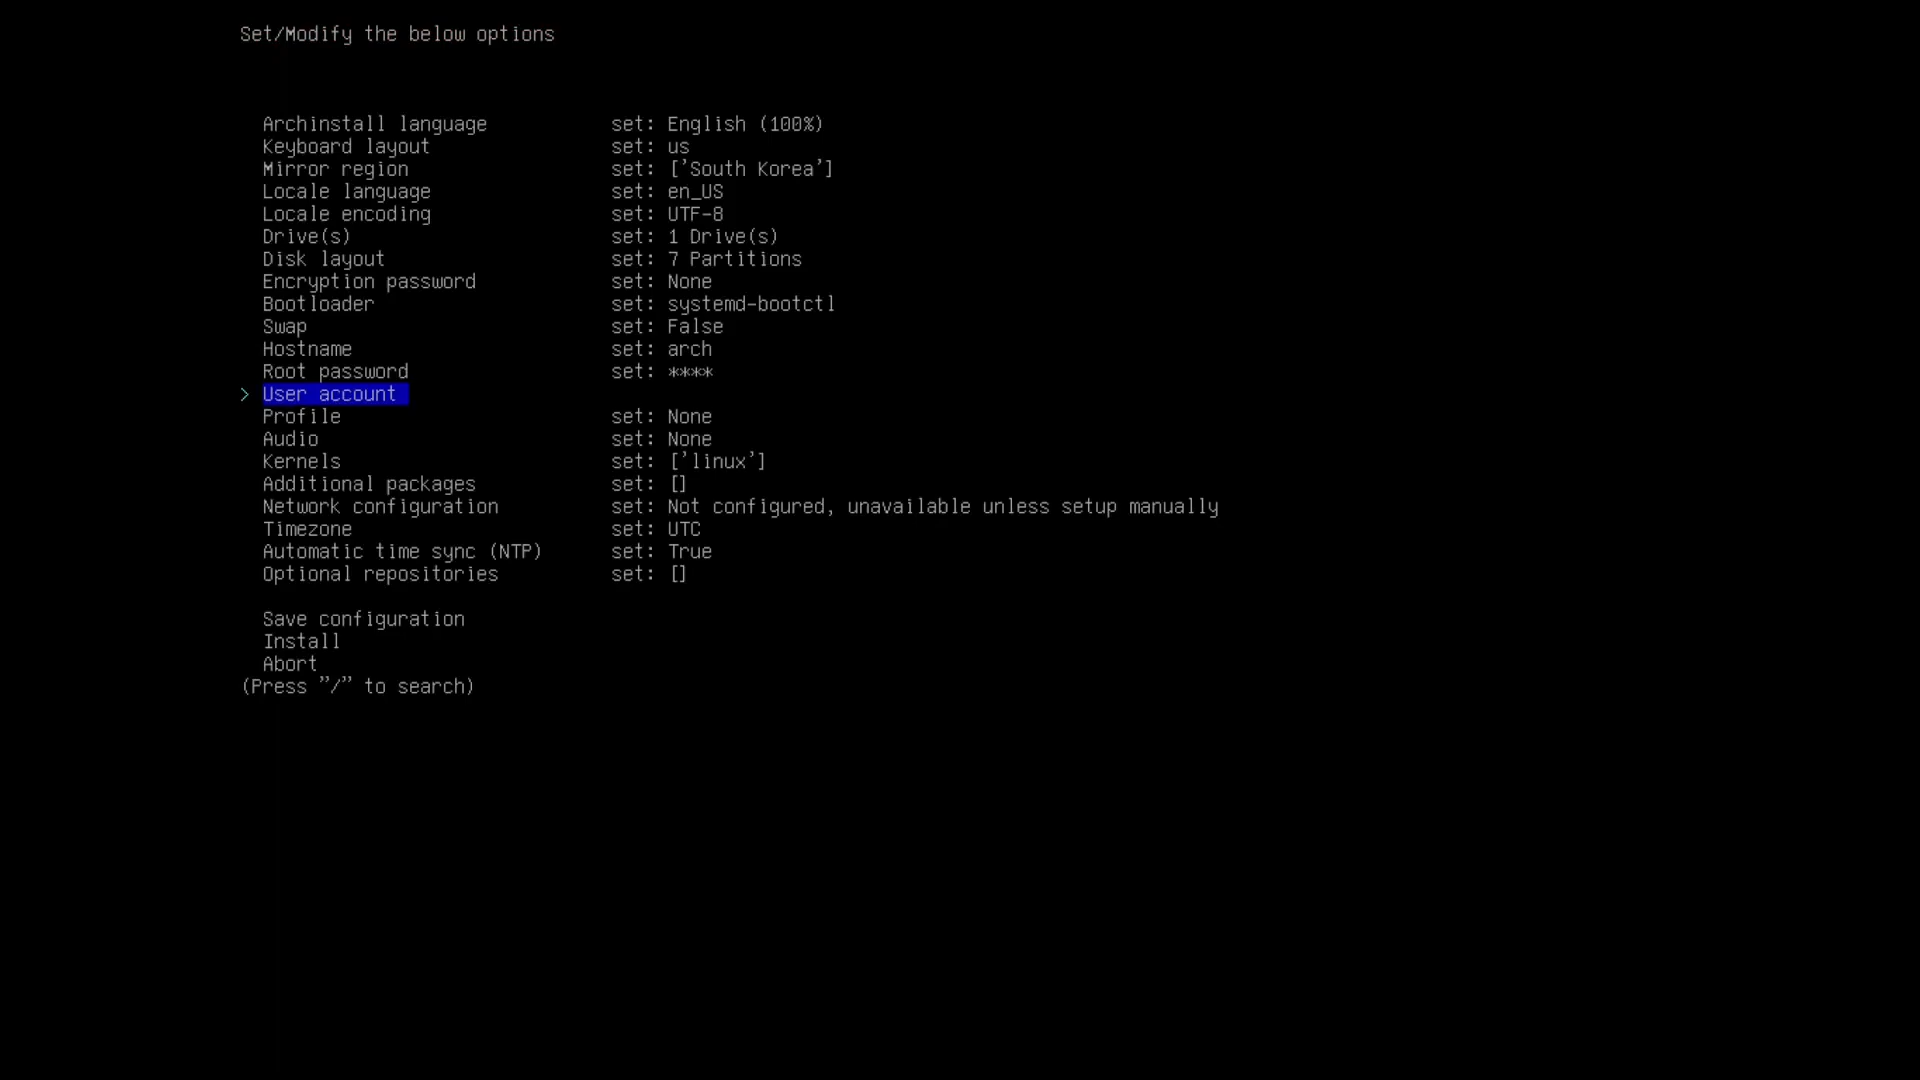 Set/Modify the below options
Archinstall language set: English (100%)
Keyboard layout set: us
Mirror region set: ['South Korea']
Locale language set: en_US
Locale encoding set: UTF-8
Drive(s) set: 1 Drive(s)
Disk layout set: 7 Partitions
Encryption password set: None
Bootloader set: systemd-bootctl
Swap set: False
Hostname set: arch
Root password set: ****
> User account
Profile set: None
Audio set: None
Kernels set: ['linux']
Additional packages set: []
Network configuration set: Not configured, unavailable unless setup manually
Timezone set: UTC
Automatic time sync (NTP) set: True
Optional repositories set: []
Save configuration
Install
Abort
(Press "/" to search)